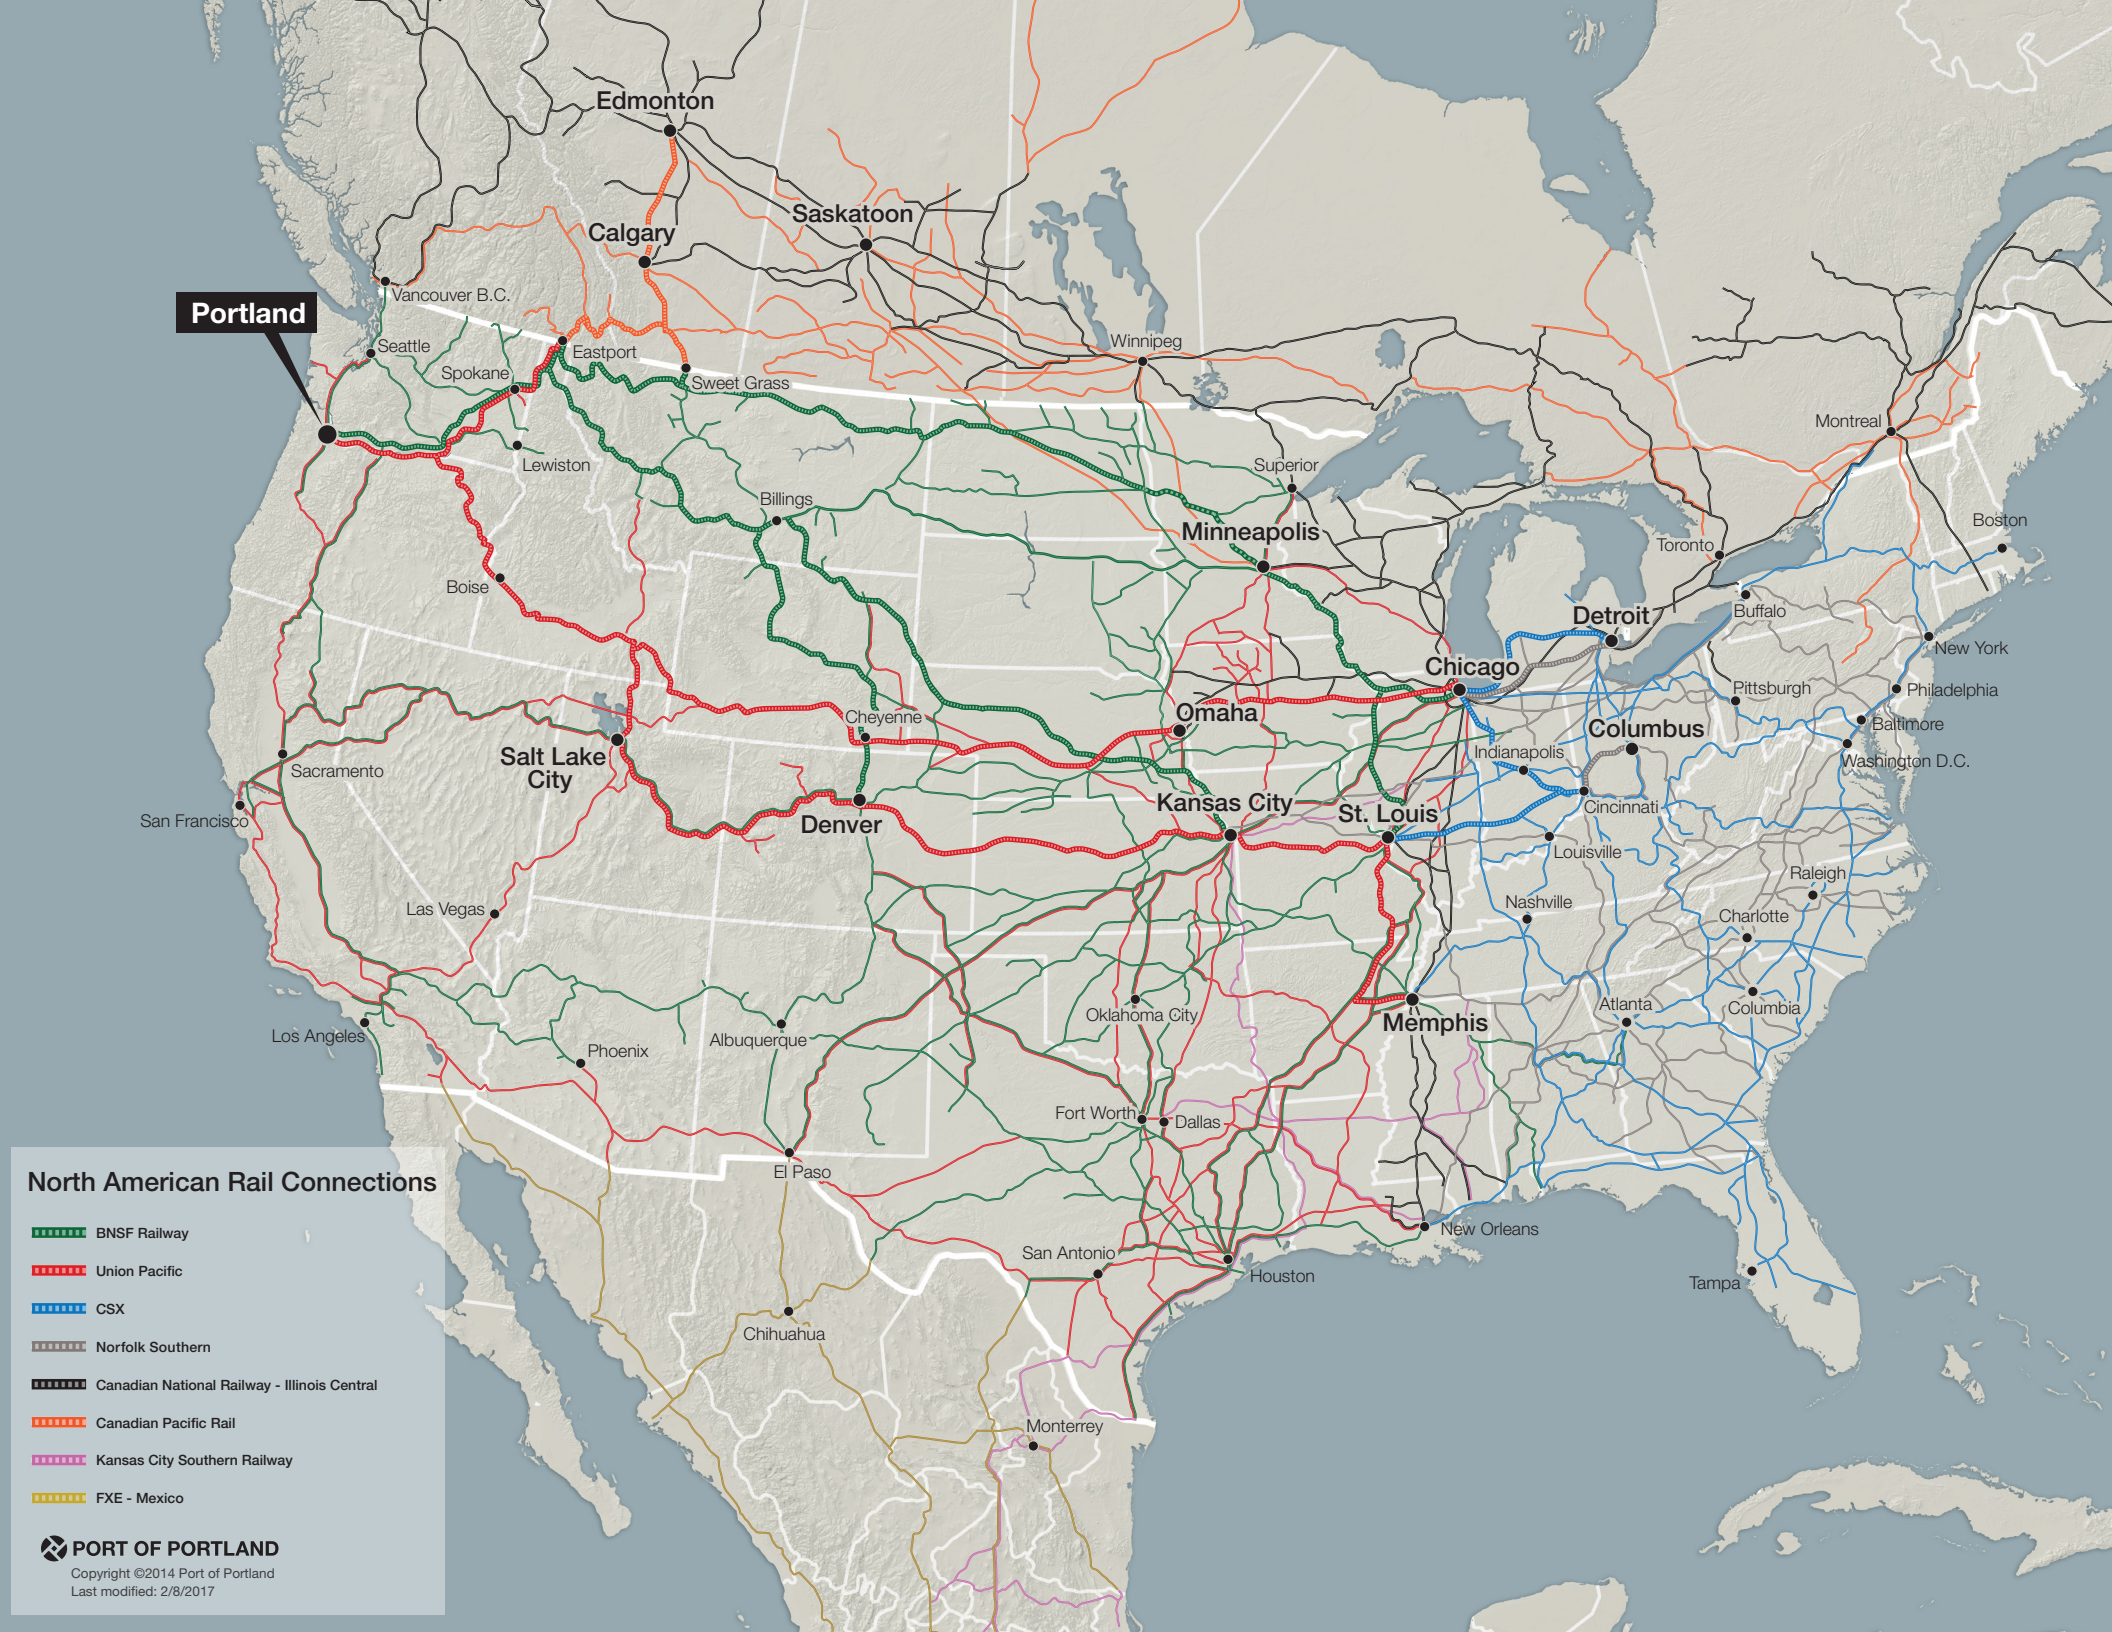 Edmonton
Saskatoon
Calgary
Vancouver B.C.
Portland
Seattle
Winnipeg
Eastport
Spokane
Sweet Grass
Montreal
Lewiston
Superior
Billings
Minneapolis
Boston
Toronto
Boise
Buffalo
Detroit
New York
Chicago
Pittsburgh
Philadelphia
Cheyenne
Omaha
Baltimore
Columbus
Salt Lake
City
Indianapolis
Washington D.C.
Sacramento
Kansas City
Cincinnati
St. Louis
San Francisco
Denver
Louisville
Raleigh
Las Vegas
Nashville
Charlotte
Atlanta
Columbia
Oklahoma City
Memphis
Los Angeles
Albuquerque
Phoenix
Fort Worth
Dallas
El Paso
New Orleans
San Antonio
Houston
Tampa
Chihuahua
Monterrey
North American Rail Connections
BNSF Railway
Union Pacific
CSX
Norfolk Southern
Canadian National Railway - Illinois Central
Canadian Pacific Rail
Kansas City Southern Railway
FXE - Mexico
PORT OF PORTLAND
Copyright ©2014 Port of Portland
Last modified: 2/8/2017